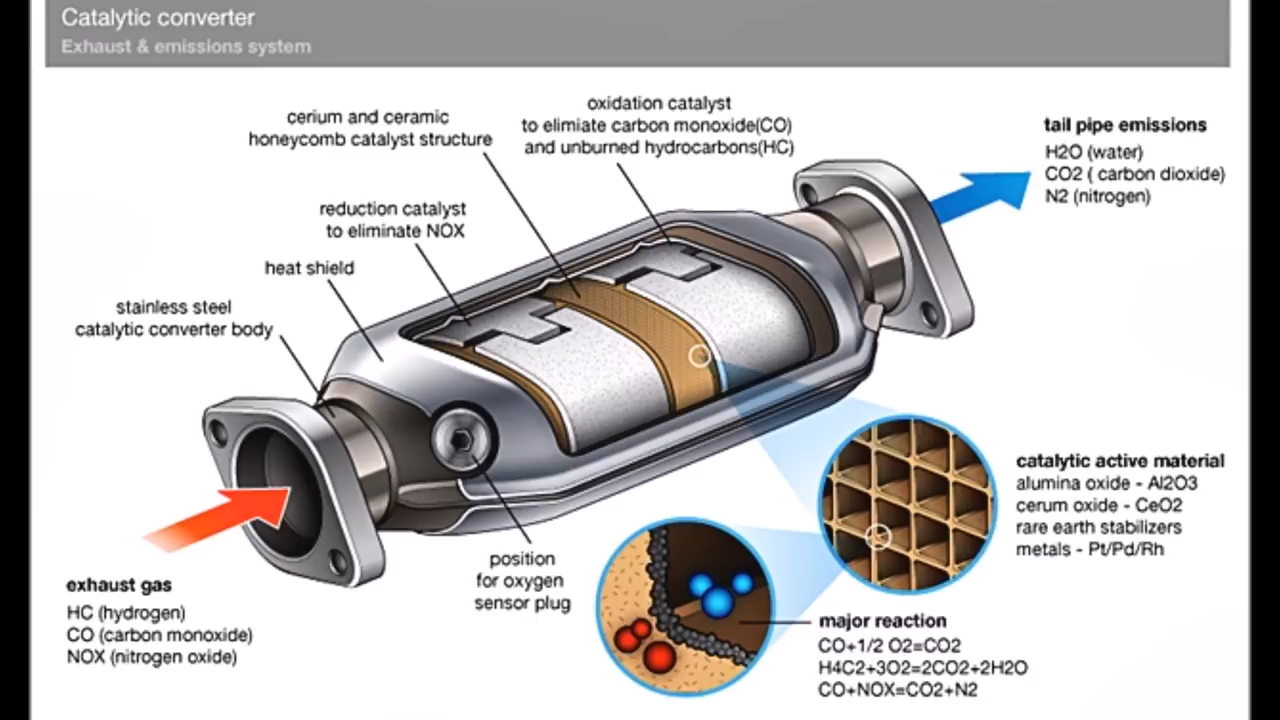 Catalytic converter
Exhaust & emissions system
cerium and ceramic
honeycomb catalyst structure
oxidation catalyst
to elimiate carbon monoxide(CO)
and unburned hydrocarbons(HC)
tail pipe emissions
H2O (water)
CO2 ( carbon dioxide)
N2 (nitrogen)
reduction catalyst
to eliminate NOX
heat shield
stainless steel
catalytic converter body
catalytic active material
alumina oxide - Al2O3
cerum oxide - CeO2
rare earth stabilizers
metals - Pt/Pd/Rh
position
for oxygen
sensor plug
exhaust gas
HC (hydrogen)
CO (carbon monoxide)
NOX (nitrogen oxide)
major reaction
CO+1/2 O2=CO2
H4C2+3O2=2CO2+2H2O
CO+NOX=CO2+N2